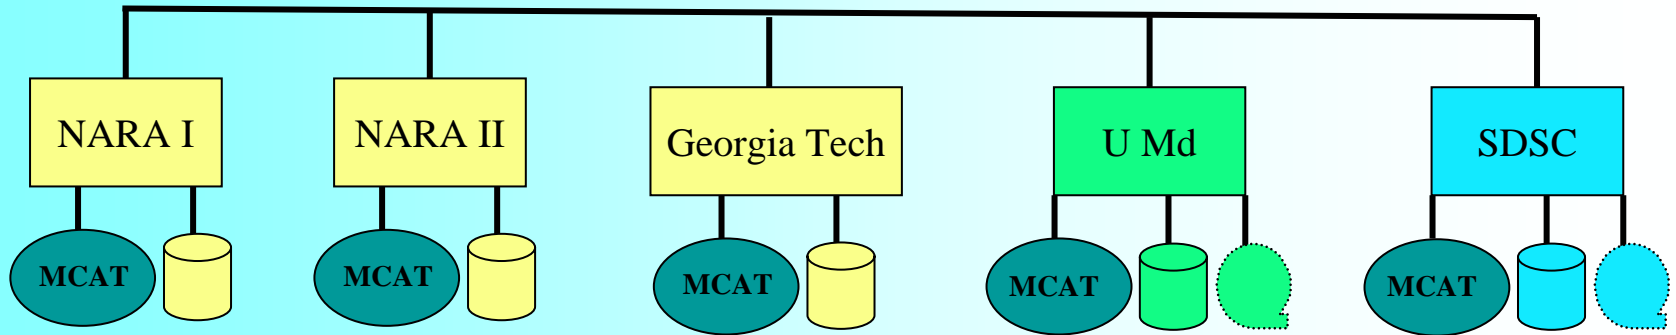 NARA I
NARA II
Georgia Tech
U Md
SDSC
MCAT
MCAT
MCAT
MCAT
MCAT